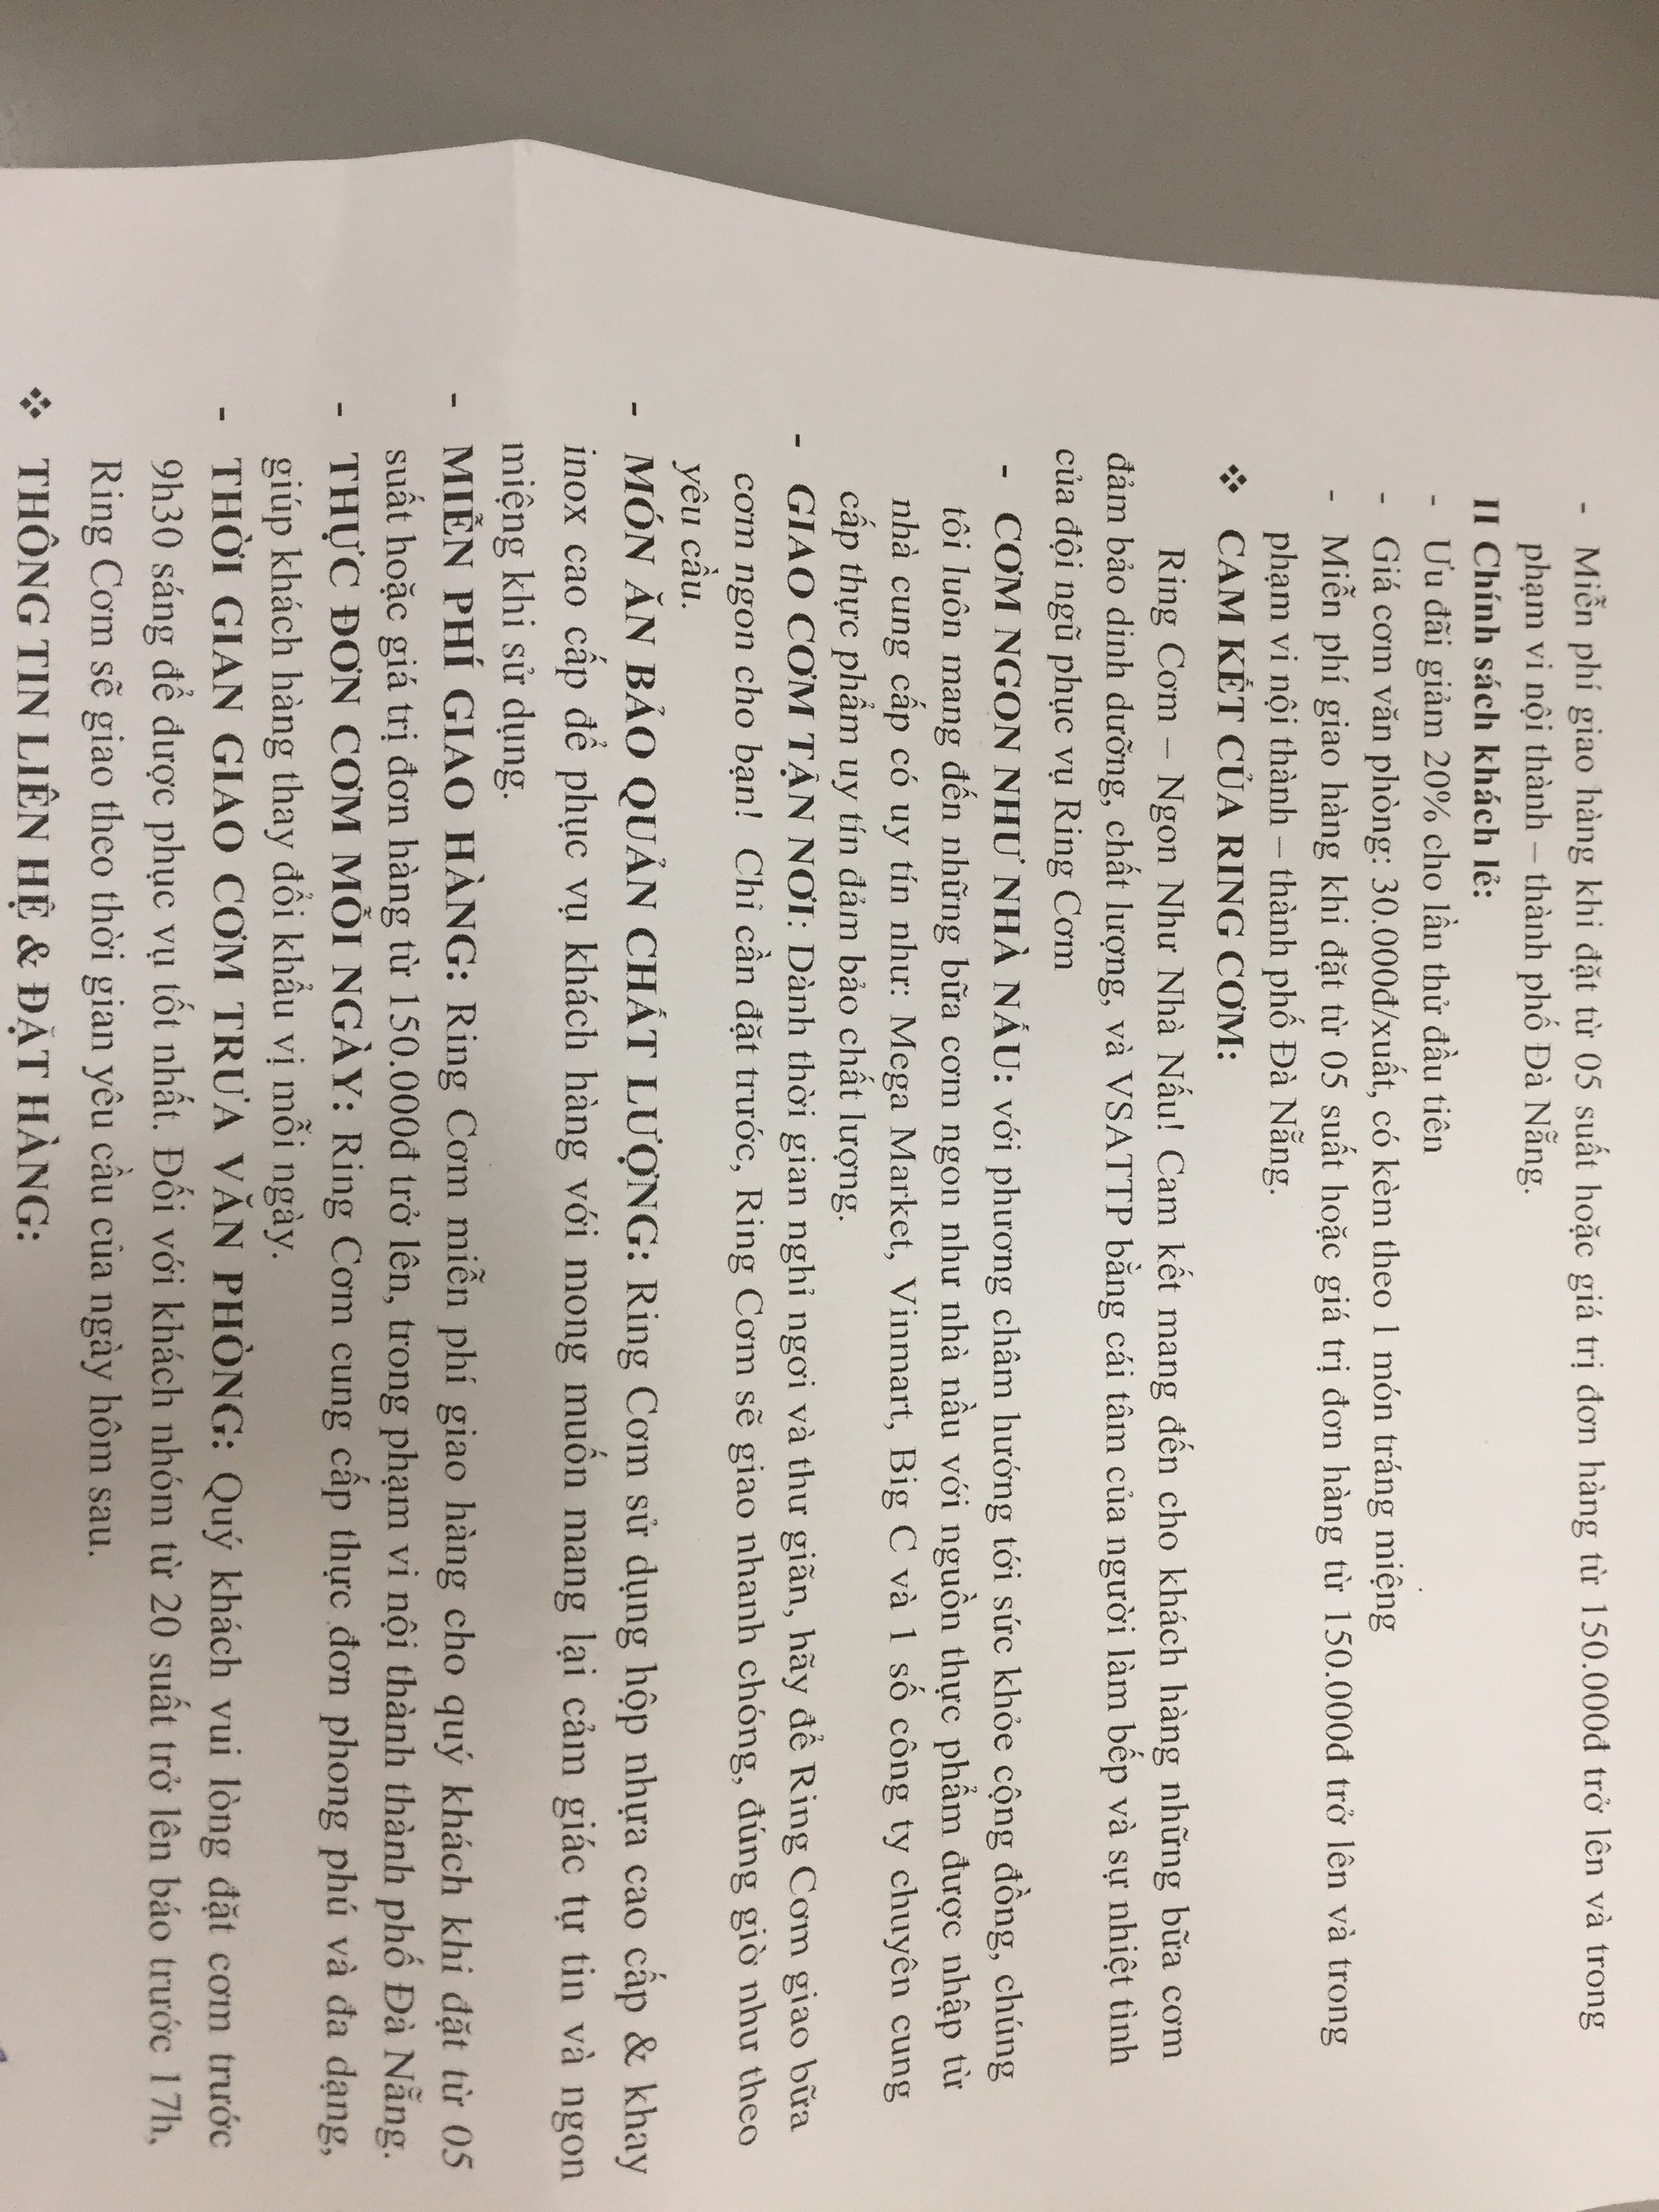 - Miễn phí giao hàng khi đặt từ 05 suất hoặc giá trị đơn hàng từ 150.000đ trở lên và trong
phạm vi nội thành – thành phố Đà Nẵng.
II Chính sách khách lẻ:
- Ưu đãi giảm 20% cho lần thử đầu tiên
- Giá cơm văn phòng: 30.000đ/xuất, có kèm theo 1 món tráng miệng
- Miễn phí giao hàng khi đặt từ 05 suất hoặc giá trị đơn hàng từ 150.000đ trở lên và trong
phạm vi nội thành – thành phố Đà Nẵng.
❖ CAM KẾT CỦA RING CƠM:
Ring Cơm – Ngon Như Nhà Nấu! Cam kết mang đến cho khách hàng những bữa cơm
đảm bảo dinh dưỡng, chất lượng, và VSATTP bằng cái tâm của người làm bếp và sự nhiệt tình
của đội ngũ phục vụ Ring Cơm
- CƠM NGON NHƯ NHÀ NẤU: với phương châm hướng tới sức khỏe cộng đồng, chúng
tôi luôn mang đến những bữa cơm ngon như nhà nầu với nguồn thực phẩm được nhập từ
nhà cung cấp có uy tín như: Mega Market, Vinmart, Big C và 1 số công ty chuyên cung
cấp thực phẩm uy tín đảm bảo chất lượng.
- GIAO CƠM TẬN NƠI: Dành thời gian nghỉ ngơi và thư giãn, hãy để Ring Cơm giao bữa
cơm ngon cho bạn! Chỉ cần đặt trước, Ring Cơm sẽ giao nhanh chóng, đúng giờ như theo
yêu cầu.
- MÓN ĂN BẢO QUẢN CHẤT LƯỢNG: Ring Cơm sử dụng hộp nhựa cao cấp & khay
inox cao cấp để phục vụ khách hàng với mong muốn mang lại cảm giác tự tin và ngon
miệng khi sử dụng.
- MIỄN PHÍ GIAO HÀNG: Ring Cơm miễn phí giao hàng cho quý khách khi đặt từ 05
suất hoặc giá trị đơn hàng từ 150.000đ trở lên, trong phạm vi nội thành thành phố Đà Nẵng.
- THỰC ĐƠN CƠM MỖI NGÀY: Ring Cơm cung cấp thực đơn phong phú và đa dạng,
giúp khách hàng thay đổi khẩu vị mỗi ngày.
- THỜI GIAN GIAO CƠM TRƯA VĂN PHÒNG: Quý khách vui lòng đặt cơm trước
9h30 sáng để được phục vụ tốt nhất. Đối với khách nhóm từ 20 suất trở lên báo trước 17h,
Ring Cơm sẽ giao theo thời gian yêu cầu của ngày hôm sau.
❖ THÔNG TIN LIÊN HỆ & ĐẶT HÀNG: